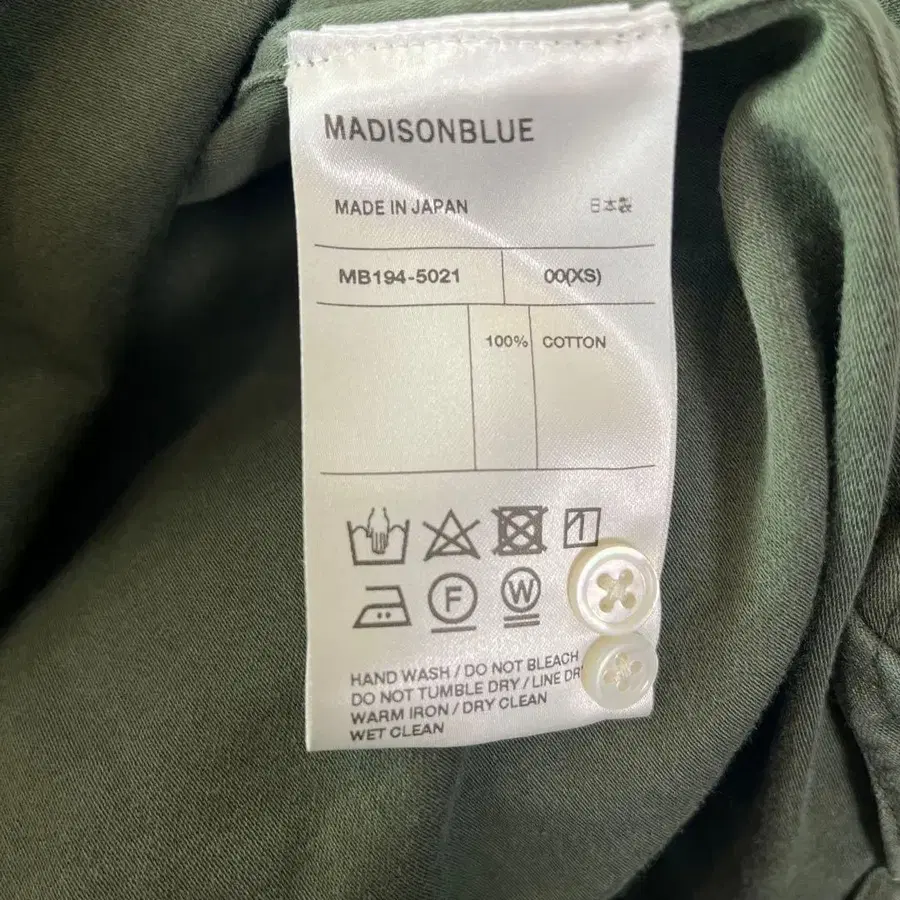 MADISONBLUE
MADE IN JAPAN 日本製
MB194-5021 00(XS)
100% COTTON
F W
HAND WASH / DO NOT BLEACH
DO NOT TUMBLE DRY / LINE DR
WARM IRON / DRY CLEAN
WET CLEAN